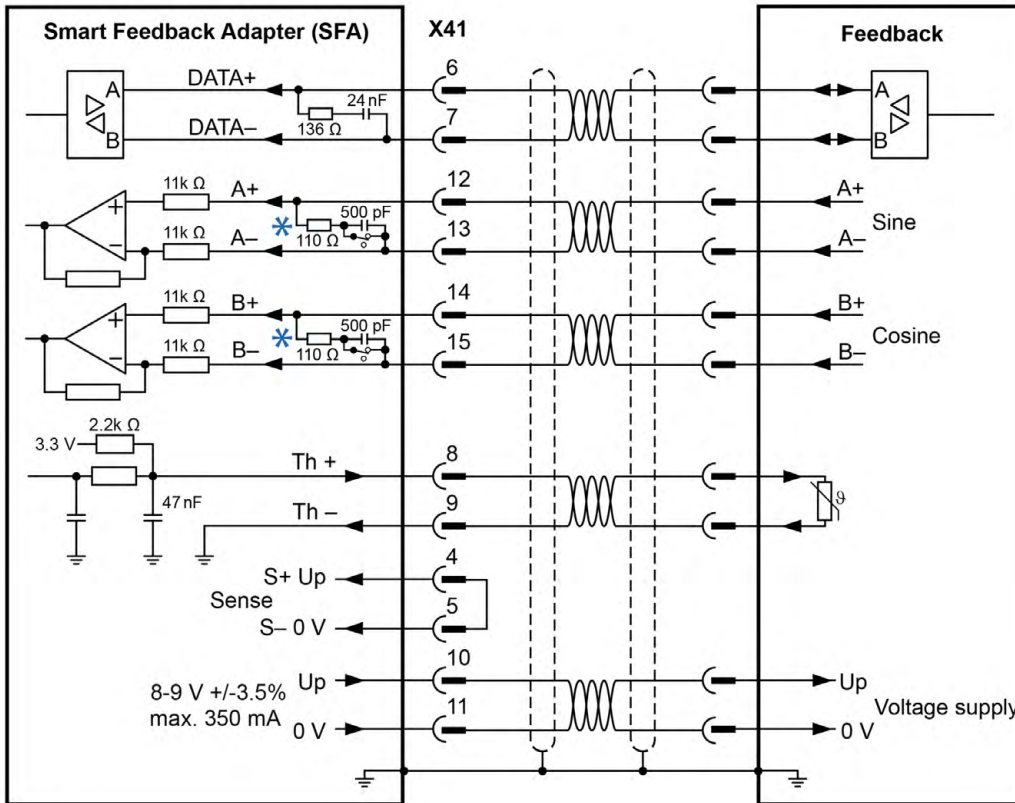 Smart Feedback Adapter (SFA)
X41
Feedback
DATA+
6
A
24 nF
A
136 Ω
DATA–
7
B
B
11k Ω
A+
12
A+
+
500 pF
Sine
*
110 Ω
–
11k Ω
A–
13
A–
11k Ω
B+
14
B+
+
500 pF
Cosine
*
110 Ω
–
11k Ω
B–
15
B–
2.2k Ω
3.3 V
Th +
8
47 nF
ϑ
Th –
9
S+ Up
4
Sense
S– 0 V
5
10
8-9 V +/-3.5%
Up
Up
max. 350 mA
Voltage supply
11
0 V
0 V